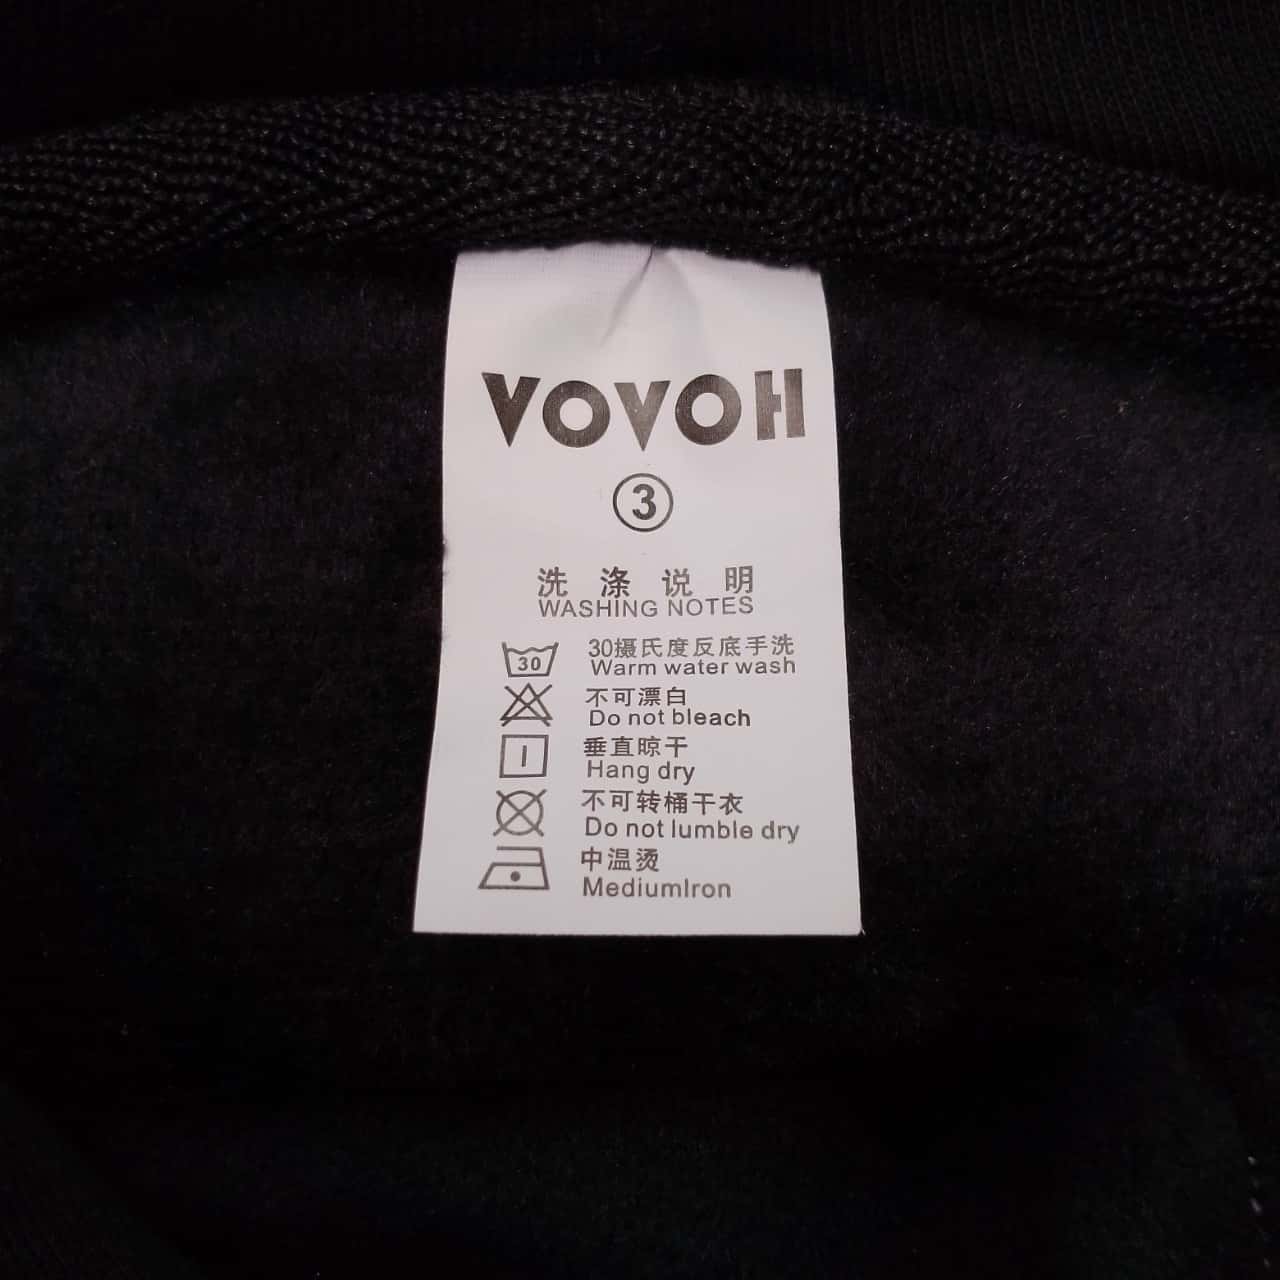 VOVOH
③
洗涤说明
WASHING NOTES
30
30摄氏度反底手洗
Warm water wash
不可漂白
Do not bleach
垂直晾干
Hang dry
不可转桶干衣
Do not lumble dry
中温烫
MediumIron